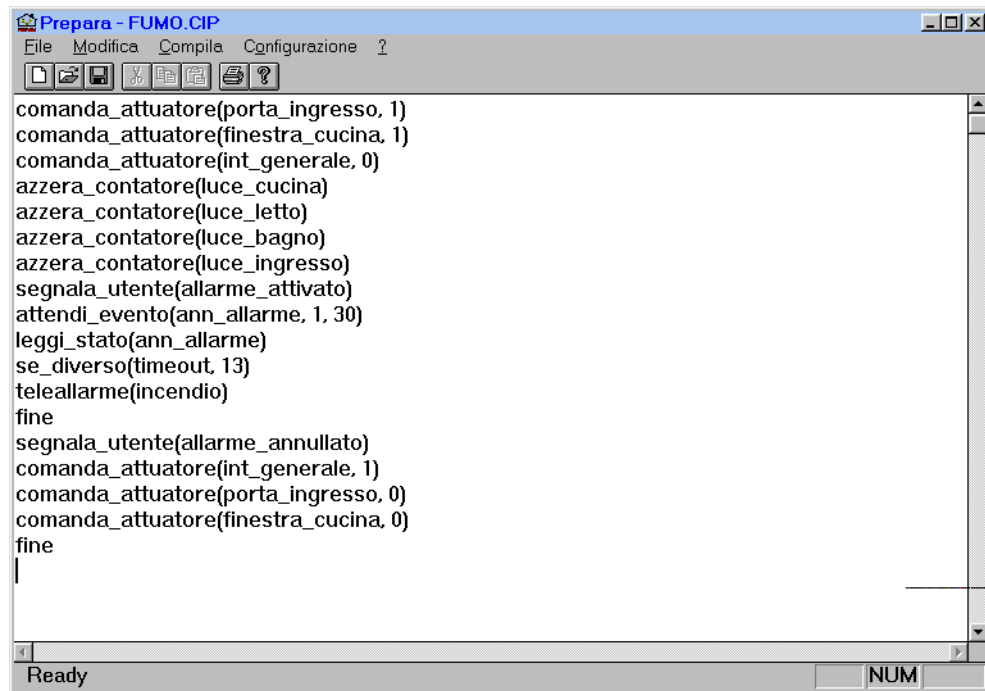 Prepara - FUMO.CIP
File Modifica Compila Configurazione ?
comanda_attuatore(porta_ingresso, 1)
comanda_attuatore(finestra_cucina, 1)
comanda_attuatore(int_generale, 0)
azzera_contatore(luce_cucina)
azzera_contatore(luce_letto)
azzera_contatore(luce_bagno)
azzera_contatore(luce_ingresso)
segnala_utente(allarme_attivato)
attendi_evento(ann_allarme, 1, 30)
leggi_stato(ann_allarme)
se_diverso(timeout, 13)
teleallarme(incendio)
fine
segnala_utente(allarme_annullato)
comanda_attuatore(int_generale, 1)
comanda_attuatore(porta_ingresso, 0)
comanda_attuatore(finestra_cucina, 0)
fine
Ready NUM